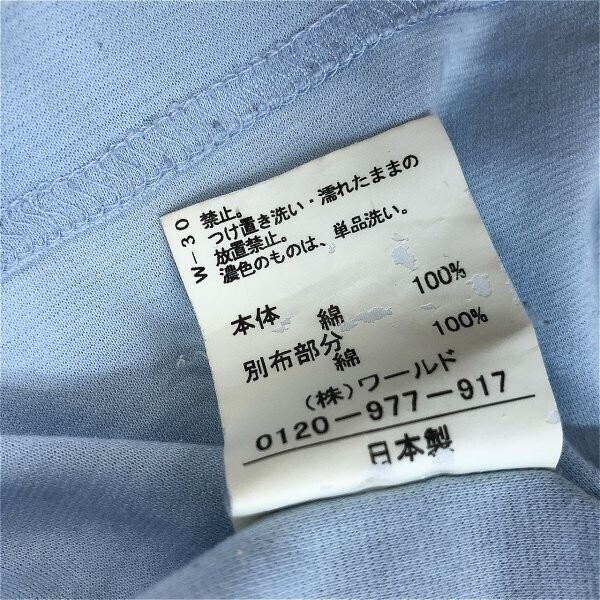 W-30
禁止。
つけ置き洗い・濡れたままの
放置禁止。
濃色のものは、単品洗い。
本体 綿 100%
別布部分
綿 100%
(株)ワールド
0120-977-917
日本製